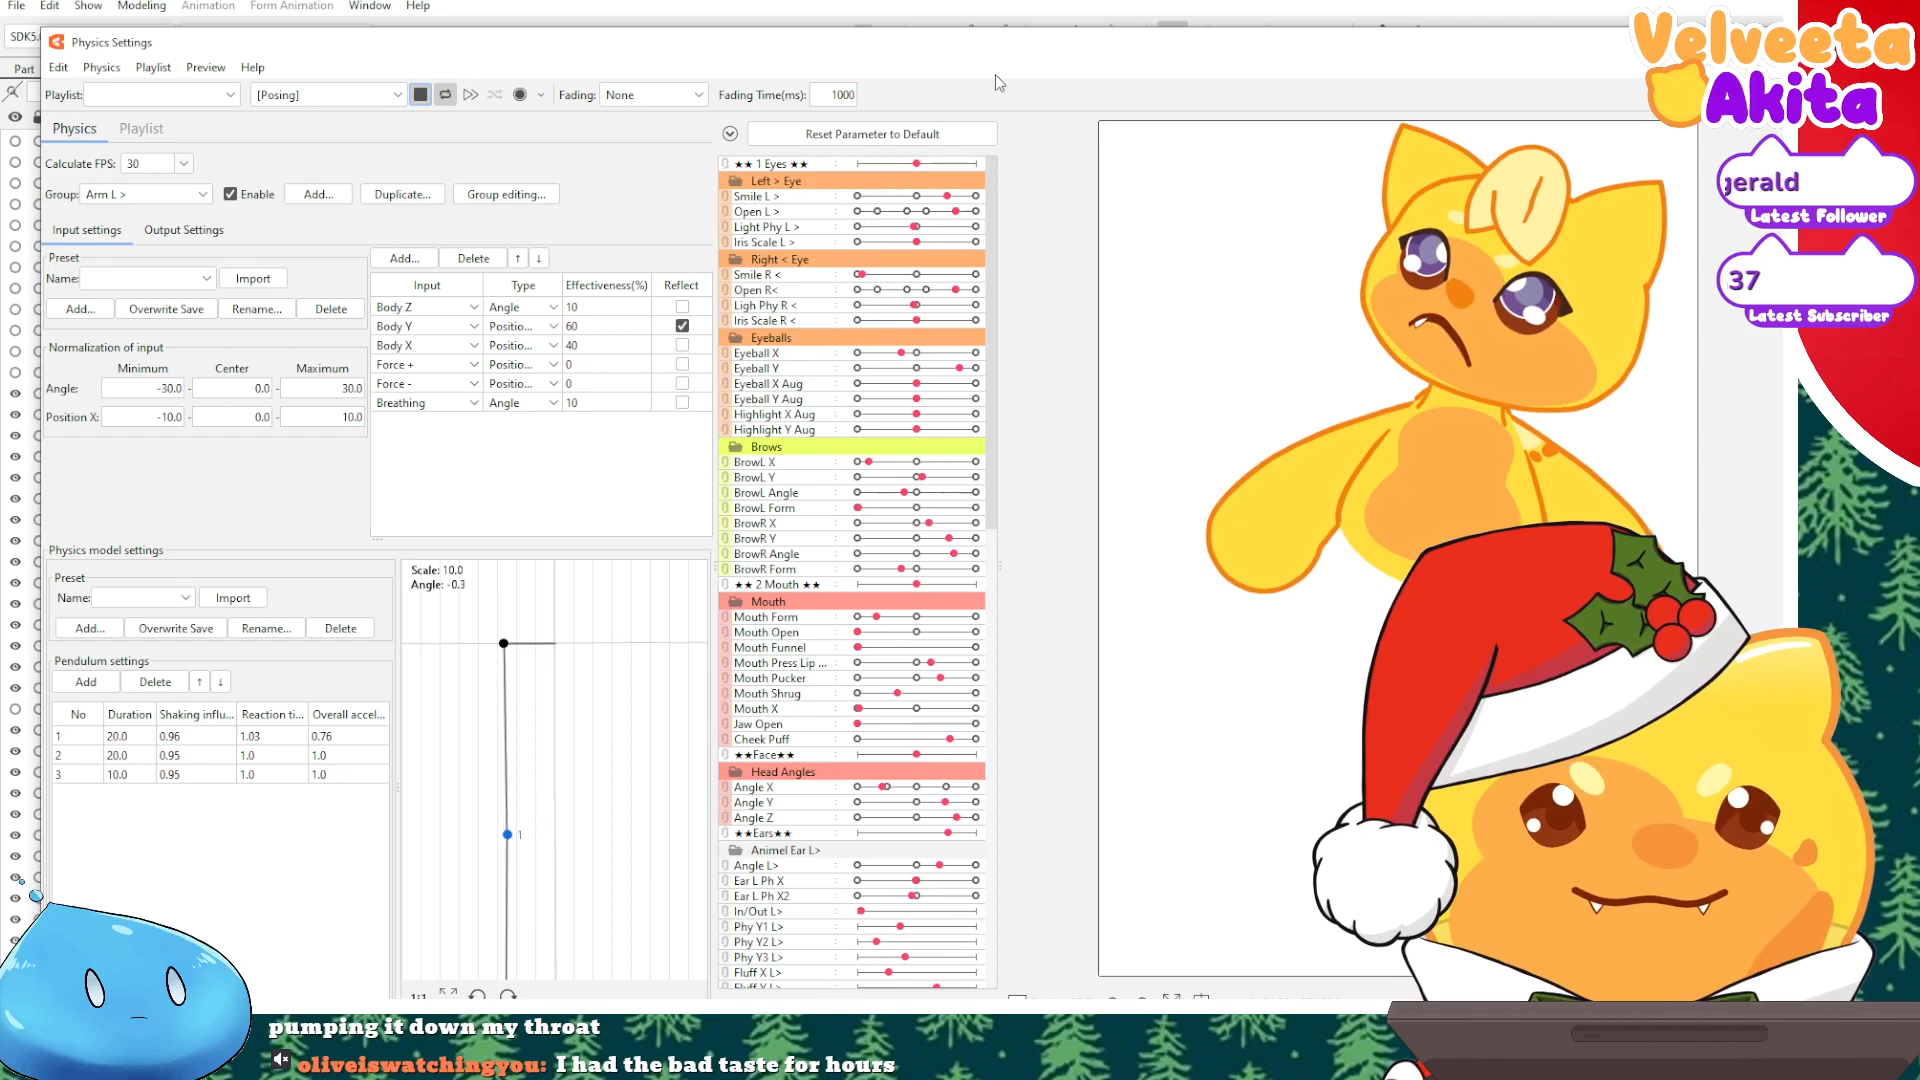 File Edit Show Modeling Animation Form Animation Window Help
SDK5.
Part
Physics Settings
Edit Physics Playlist Preview Help
Playlist: [Posing] Fading: None Fading Time(ms): 1000
Physics Playlist
Calculate FPS: 30
Group: Arm L > Enable Add... Duplicate... Group editing...
Input settings Output Settings
Preset
Name: Import
Add... Overwrite Save Rename... Delete
Normalization of input
Minimum Center Maximum
Angle: -30.0 - 0.0 - 30.0
Position X: -10.0 - 0.0 - 10.0
Add... Delete ↑ ↓
Input Type Effectiveness(%) Reflect
Body Z Angle 10
Body Y Positio... 60
Body X Positio... 40
Force + Positio... 0
Force - Positio... 0
Breathing Angle 10
Physics model settings
Preset
Name: Import
Add... Overwrite Save Rename... Delete
Pendulum settings
Add Delete ↑ ↓
No Duration Shaking influ... Reaction ti... Overall accel...
1 20.0 0.96 1.03 0.76
2 20.0 0.95 1.0 1.0
3 10.0 0.95 1.0 1.0
Scale: 10.0
Angle: -0.3
1
1:1
Reset Parameter to Default
★★ 1 Eyes ★★ :
Left > Eye
Smile L > :
Open L > :
Light Phy L > :
Iris Scale L > :
Right < Eye
Smile R < :
Open R< :
Ligh Phy R < :
Iris Scale R < :
Eyeballs
Eyeball X :
Eyeball Y :
Eyeball X Aug :
Eyeball Y Aug :
Highlight X Aug :
Highlight Y Aug :
Brows
BrowL X :
BrowL Y :
BrowL Angle :
BrowL Form :
BrowR X :
BrowR Y :
BrowR Angle :
BrowR Form :
★★ 2 Mouth ★★ :
Mouth
Mouth Form :
Mouth Open :
Mouth Funnel :
Mouth Press Lip ... :
Mouth Pucker :
Mouth Shrug :
Mouth X :
Jaw Open :
Cheek Puff :
★★Face★★ :
Head Angles
Angle X :
Angle Y :
Angle Z :
★★Ears★★ :
Animel Ear L>
Angle L> :
Ear L Ph X :
Ear L Ph X2 :
In/Out L> :
Phy Y1 L> :
Phy Y2 L> :
Phy Y3 L> :
Fluff X L> :
Fluff Y L> :
Velveeta
Akita
gerald
Latest Follower
37
Latest Subscriber
pumping it down my throat
oliveiswatchingyou: I had the bad taste for hours